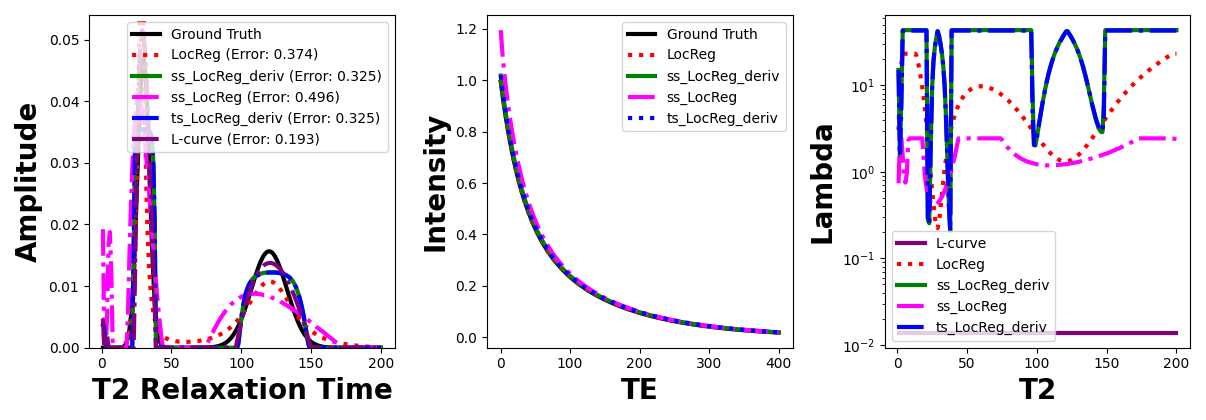 Amplitude
0.05
0.04
0.03
0.02
0.01
0.00
Ground Truth
LocReg (Error: 0.374)
ss_LocReg_deriv (Error: 0.325)
ss_LocReg (Error: 0.496)
ts_LocReg_deriv (Error: 0.325)
L-curve (Error: 0.193)
0 50 100 150 200
T2 Relaxation Time
Intensity
1.2
1.0
0.8
0.6
0.4
0.2
0.0
Ground Truth
LocReg
ss_LocReg_deriv
ss_LocReg
ts_LocReg_deriv
0 100 200 300 400
TE
Lambda
10¹
10⁰
10⁻¹
10⁻²
L-curve
LocReg
ss_LocReg_deriv
ss_LocReg
ts_LocReg_deriv
0 50 100 150 200
T2